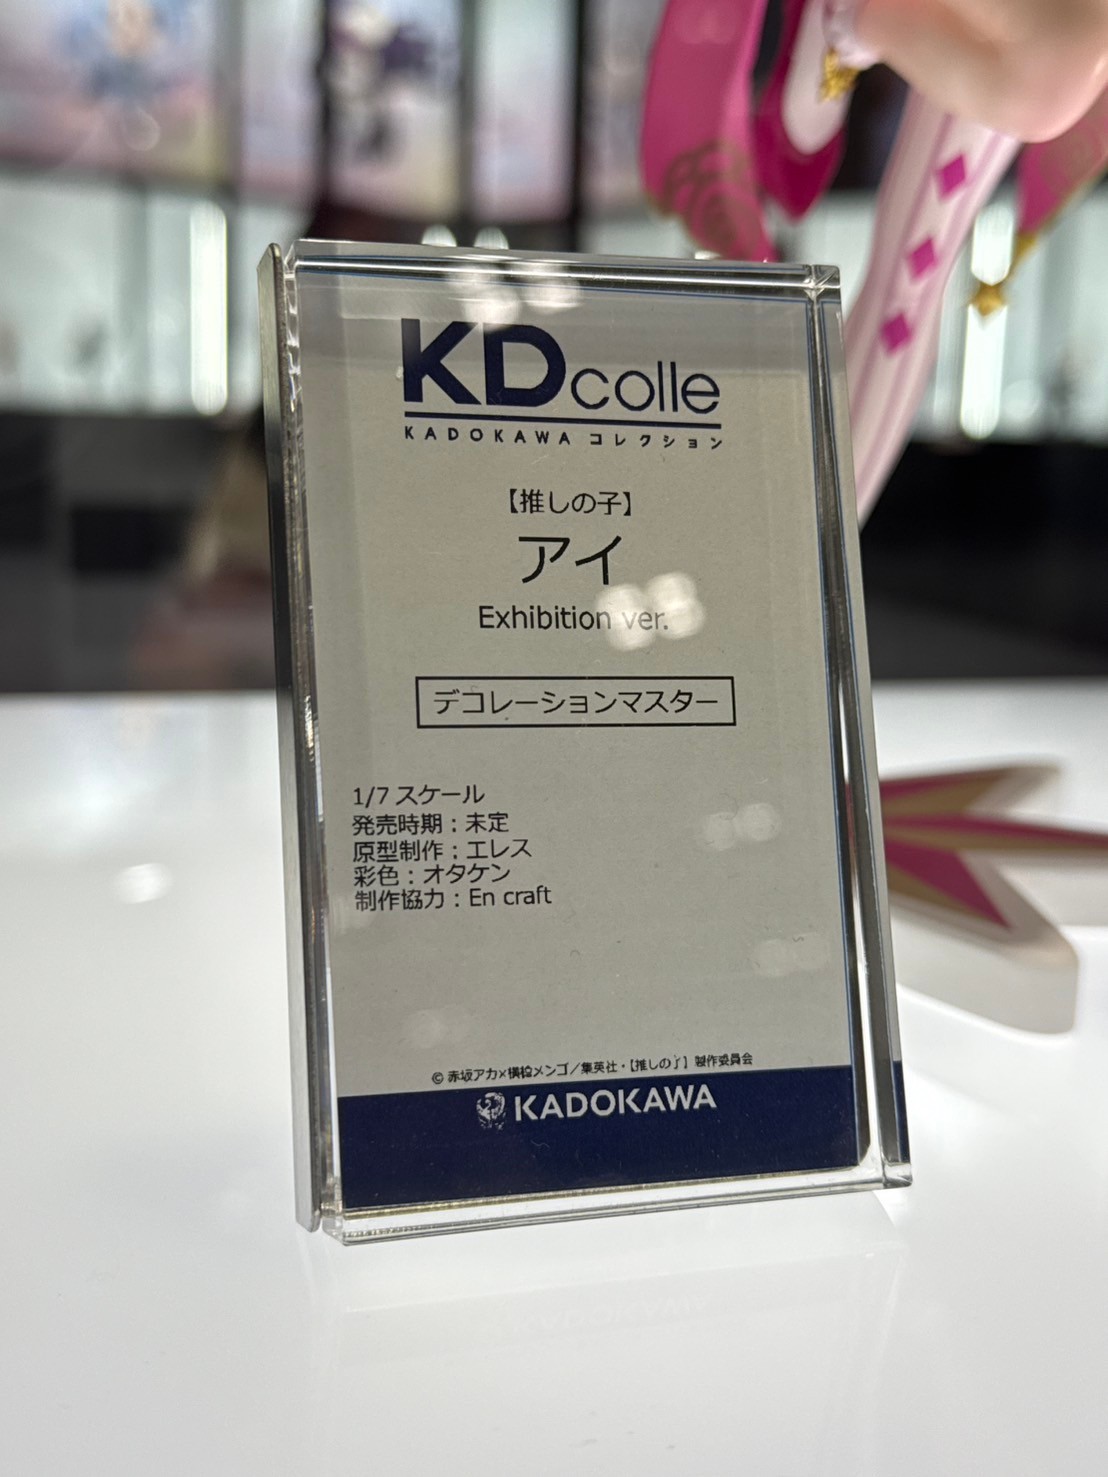 KDcolle
KADOKAWA コレクション
【推しの子】
アイ
Exhibition ver.
デコレーションマスター
1/7 スケール
発売時期：未定
原型制作：エレス
彩色：オタケン
制作協力：En craft
© 赤坂アカ×横槍メンゴ／集英社・【推しの子】製作委員会
KADOKAWA